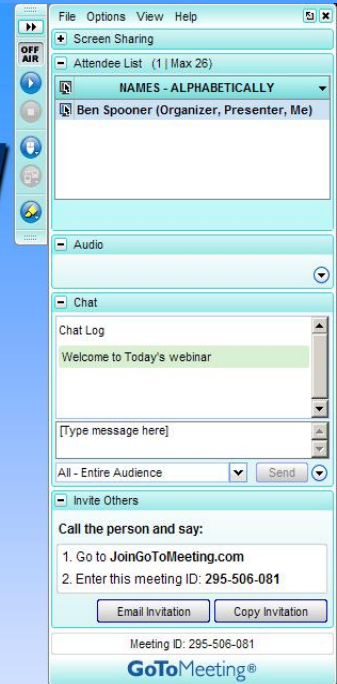 File Options View Help
Screen Sharing
OFF
AIR
Attendee List (1 | Max 26)
NAMES - ALPHABETICALLY
Ben Spooner (Organizer, Presenter, Me)
Audio
Chat
Chat Log
Welcome to Today's webinar
[Type message here]
All - Entire Audience
Send
Invite Others
Call the person and say:
1. Go to JoinGoToMeeting.com
2. Enter this meeting ID: 295-506-081
Email Invitation Copy Invitation
Meeting ID: 295-506-081
GoToMeeting®